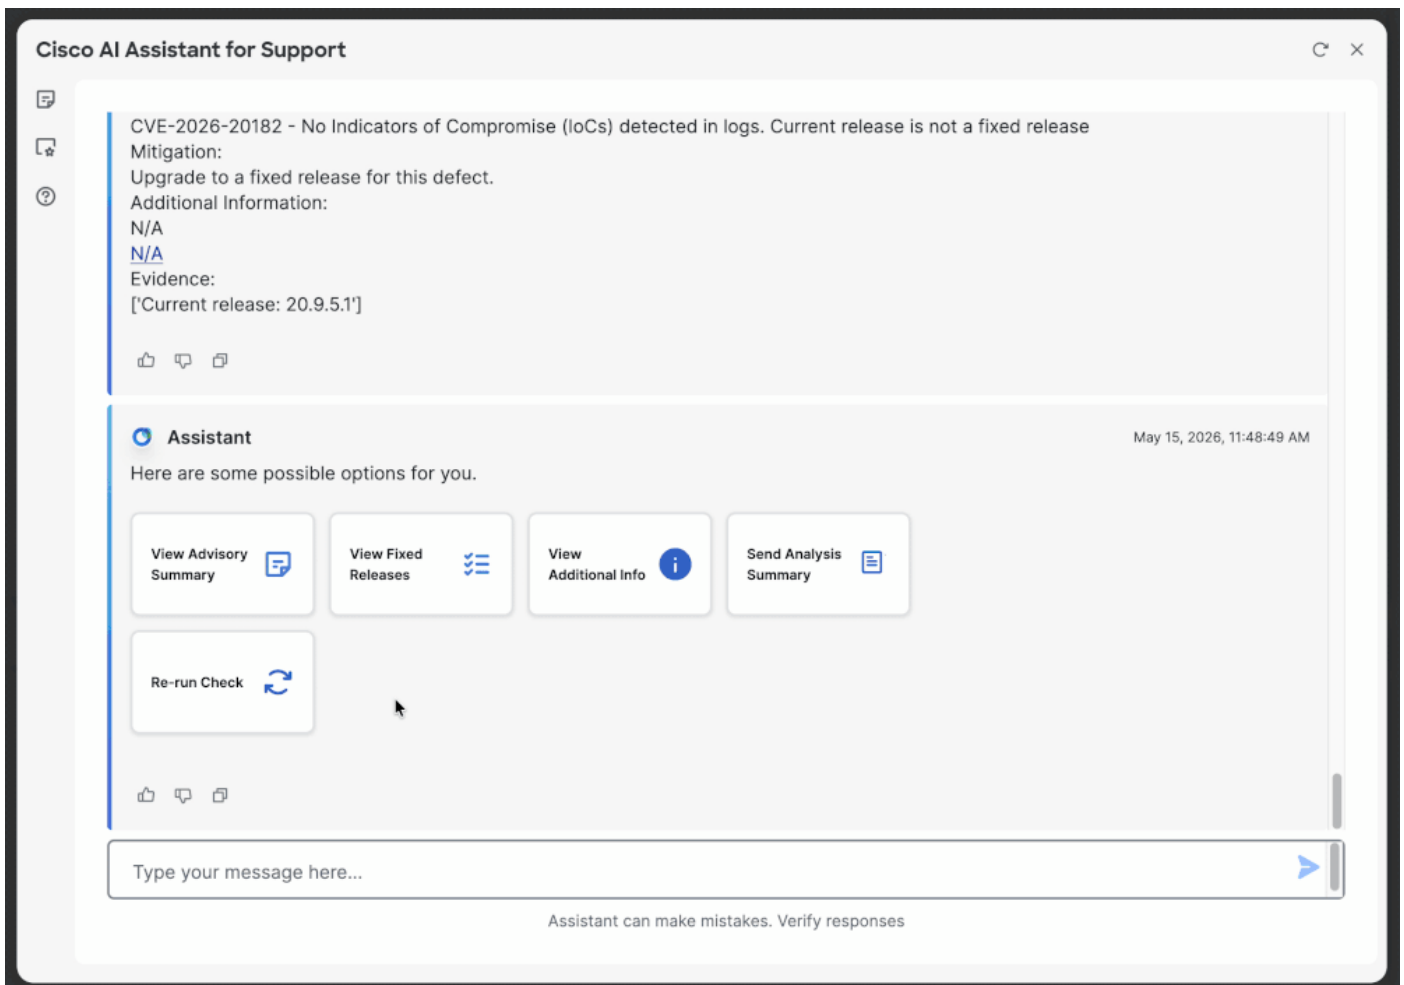 Cisco AI Assistant for Support
CVE-2026-20182 - No Indicators of Compromise (IoCs) detected in logs. Current release is not a fixed release
Mitigation:
Upgrade to a fixed release for this defect.
Additional Information:
N/A
N/A
Evidence:
['Current release: 20.9.5.1']
Assistant
May 15, 2026, 11:48:49 AM
Here are some possible options for you.
View Advisory
Summary
View Fixed
Releases
View
Additional Info
Send Analysis
Summary
Re-run Check
Type your message here...
Assistant can make mistakes. Verify responses